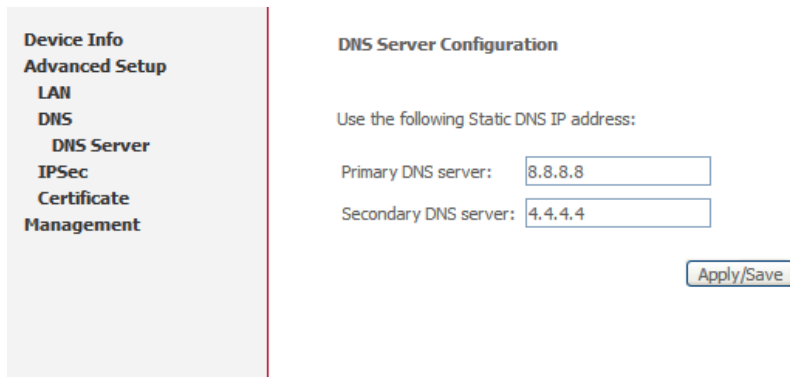 Device Info
Advanced Setup
LAN
DNS
DNS Server
IPSec
Certificate
Management
DNS Server Configuration
Use the following Static DNS IP address:
Primary DNS server: 8.8.8.8
Secondary DNS server: 4.4.4.4
Apply/Save